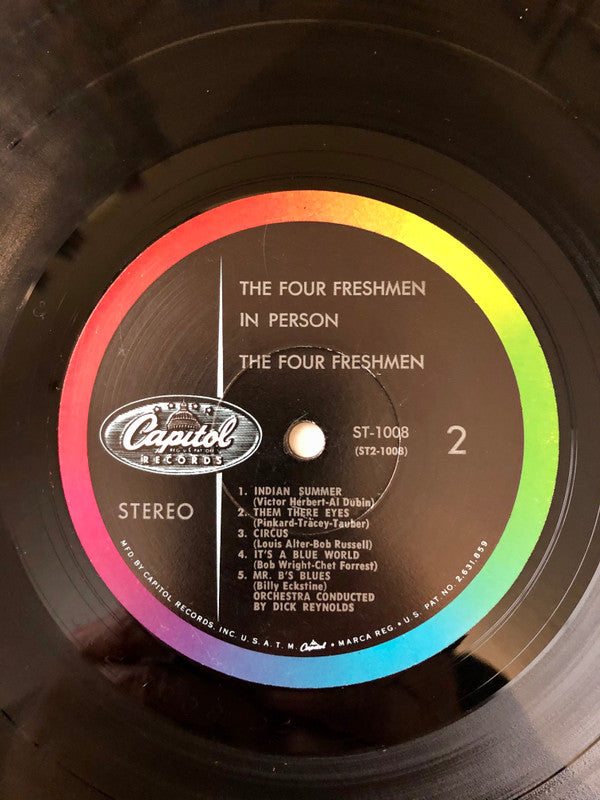 THE FOUR FRESHMEN
IN PERSON
THE FOUR FRESHMEN
Capitol
RECORDS
STEREO
ST-1008
(ST2-1008)
2
1. INDIAN SUMMER
(Victor Herbert-Al Dubin)
2. THEM THERE EYES
(Pinkard-Tracey-Tauber)
3. CIRCUS
(Louis Alter-Bob Russell)
4. IT'S A BLUE WORLD
(Bob Wright-Chet Forrest)
5. MR. B'S BLUES
(Billy Eckstine)
ORCHESTRA CONDUCTED
BY DICK REYNOLDS
MFD BY CAPITOL RECORDS, INC. U.S.A. T.M. Capitol • MARCA REG. • U.S. PAT. NO. 2,631,859